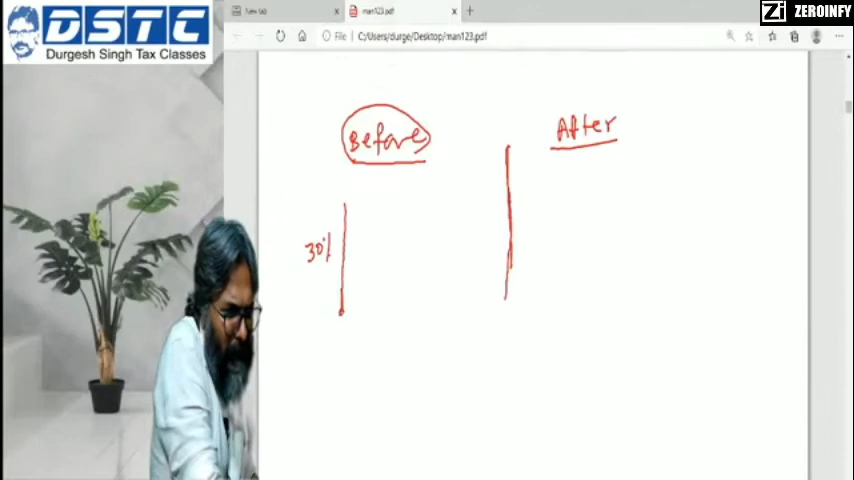 DSTC
Durgesh Singh Tax Classes
New tab
man123.pdf
Zi ZEROINFY
File
C:/Users/durge/Desktop/man123.pdf
Before
After
30%